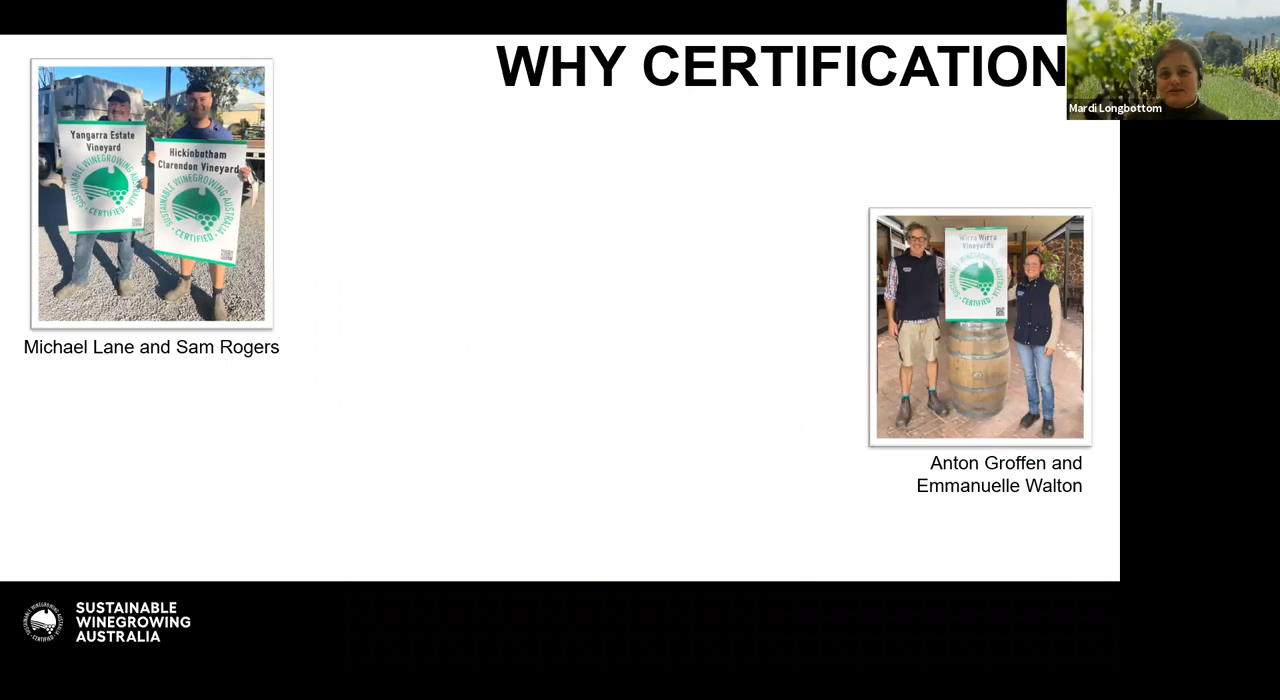 WHY CERTIFICATION
Mardi Longbottom
Yangarra Estate
Vineyard
SUSTAINABLE WINEGROWING AUSTRALIA
• CERTIFIED •
Hickinbotham
Clarendon Vineyard
SUSTAINABLE WINEGROWING AUSTRALIA
• CERTIFIED •
Michael Lane and Sam Rogers
Wirra Wirra
Vineyards
SUSTAINABLE WINEGROWING AUSTRALIA
• CERTIFIED •
Anton Groffen and
Emmanuelle Walton
SUSTAINABLE
WINEGROWING
AUSTRALIA